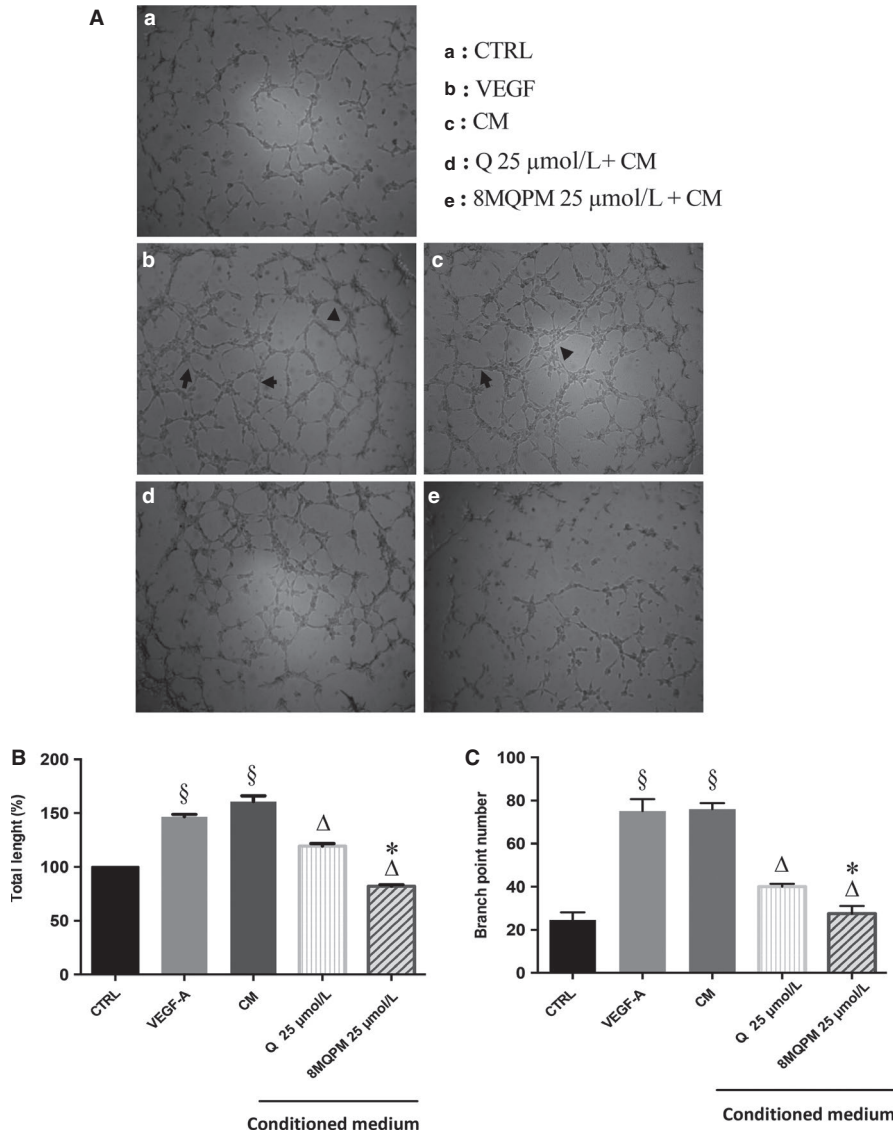 A
a
a : CTRL
b : VEGF
c : CM
d : Q 25 μmol/L+ CM
e : 8MQPM 25 μmol/L + CM
b
c
d
e
B
Total lenght (%)
200
150
100
50
0
§
§
Δ
*
Δ
CTRL
VEGF-A
CM
Q 25 μmol/L
8MQPM 25 μmol/L
Conditioned medium
C
Branch point number
100
80
60
40
20
0
§
§
Δ
*
Δ
CTRL
VEGF-A
CM
Q 25 μmol/L
8MQPM 25 μmol/L
Conditioned medium